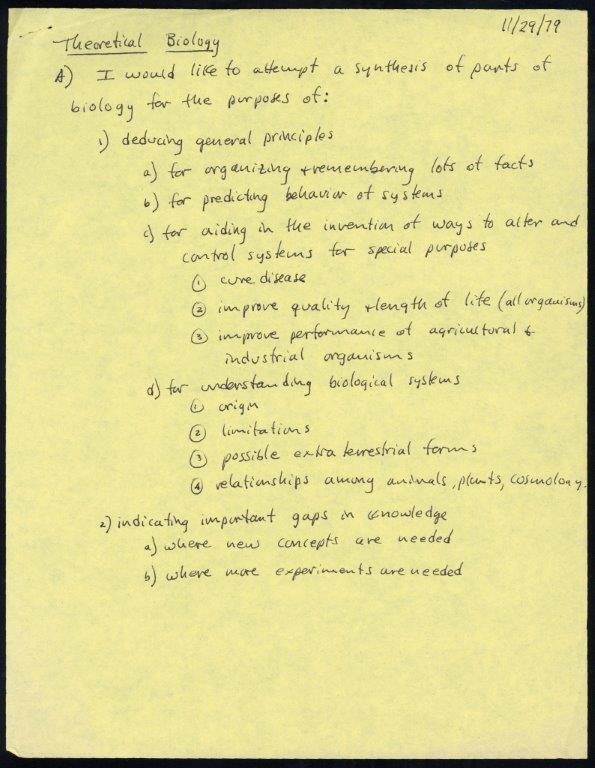 11/29/79
Theoretical Biology
A) I would like to attempt a synthesis of parts of
biology for the purposes of:
1) deducing general principles
a) for organizing + remembering lots of facts
b) for predicting behavior of systems
c) for aiding in the invention of ways to alter and
control systems for special purposes
① cure disease
② improve quality + length of life (all organisms)
③ improve performance of agricultural &
industrial organisms
d) for understanding biological systems
① origin
② limitations
③ possible extra terrestrial forms
④ relationships among animals, plants, cosmology.
2) indicating important gaps in knowledge
a) where new concepts are needed
b) where more experiments are needed